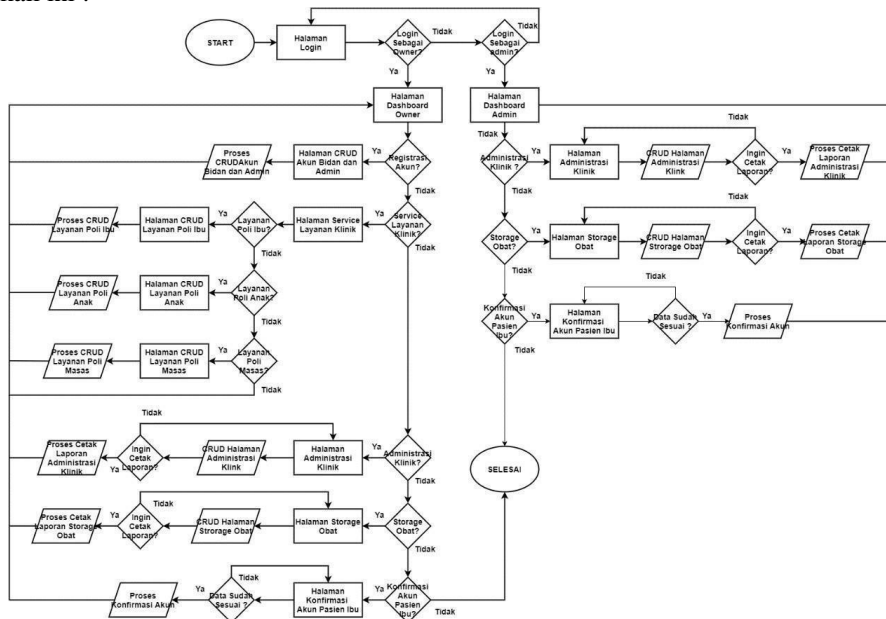 START
Halaman
Login
Login
Sebagai
Owner?
Tidak
Login
Sebagai
admin?
Tidak
Ya
Ya
Halaman
Dashboard
Owner
Halaman
Dashboard
Admin
Tidak
Tidak
Proses
CRUDAkun
Bidan dan Admin
Halaman CRUD
Akun Bidan dan
Admin
Ya
Registrasi
Akun?
Administrasi
Klinik ?
Ya
Halaman
Administrasi
Klinik
CRUD Halaman
Administrasi
Klink
Ingin
Cetak
Laporan?
Ya
Proses Cetak
Laporan
Administrasi
Klinik
Tidak
Tidak
Tidak
Proses CRUD
Layanan Poli Ibu
Halaman CRUD
Layanan Poli Ibu
Ya
Layanan
Poli Ibu?
Halaman Service
Layanan Klinik
Ya
Service
Layanan
Klinik?
Storage
Obat?
Ya
Halaman Storage
Obat
CRUD Halaman
Strorage Obat
Ingin
Cetak
Laporan?
Ya
Proses Cetak
Laporan Storage
Obat
Tidak
Tidak
Tidak
Tidak
Proses CRUD
Layanan Poli
Anak
Halaman CRUD
Layanan Poli
Anak
Ya
Layanan
Poli Anak?
Konfirmasi
Akun
Pasien
Ibu?
Ya
Halaman
Konfirmasi
Akun Pasien Ibu
Data Sudah
Sesuai ?
Ya
Proses
Konfirmasi Akun
Tidak
Tidak
Proses CRUD
Layanan Poli
Masas
Halaman CRUD
Layanan Poli
Masas
Ya
Layanan
Poli
Masas?
Tidak
Tidak
Proses Cetak
Laporan
Administrasi
Klinik
Ya
Ingin
Cetak
Laporan?
CRUD Halaman
Administrasi
Klink
Halaman
Administrasi
Klinik
Ya
Administrasi
Klinik?
SELESAI
Tidak
Tidak
Proses Cetak
Laporan Storage
Obat
Ya
Ingin
Cetak
Laporan?
CRUD Halaman
Strorage Obat
Halaman Storage
Obat
Ya
Storage
Obat?
Tidak
Tidak
Proses
Konfirmasi Akun
Ya
Data Sudah
Sesuai ?
Halaman
Konfirmasi
Akun Pasien Ibu
Ya
Konfirmasi
Akun
Pasien
Ibu?
Tidak